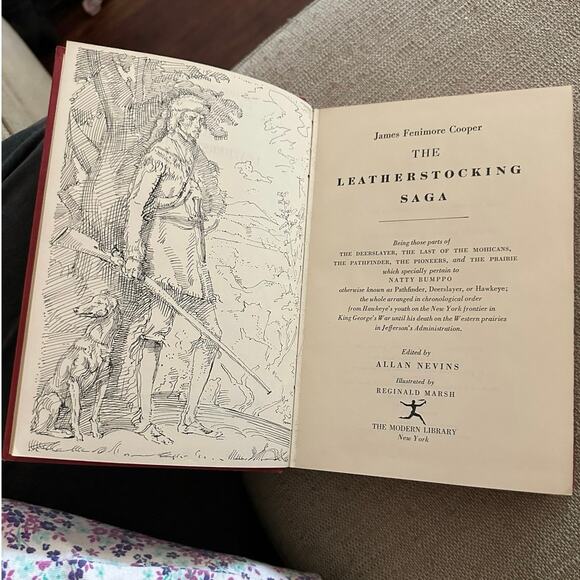 James Fenimore Cooper
THE
LEATHERSTOCKING
SAGA
Being those parts of
THE DEERSLAYER, THE LAST OF THE MOHICANS,
THE PATHFINDER, THE PIONEERS, and THE PRAIRIE
which specially pertain to
NATTY BUMPPO
otherwise known as Pathfinder, Deerslayer, or Hawkeye;
the whole arranged in chronological order
from Hawkeye's youth on the New York frontier in
King George's War until his death on the Western prairies
in Jefferson's Administration.
Edited by
ALLAN NEVINS
Illustrated by
REGINALD MARSH
THE MODERN LIBRARY
New York